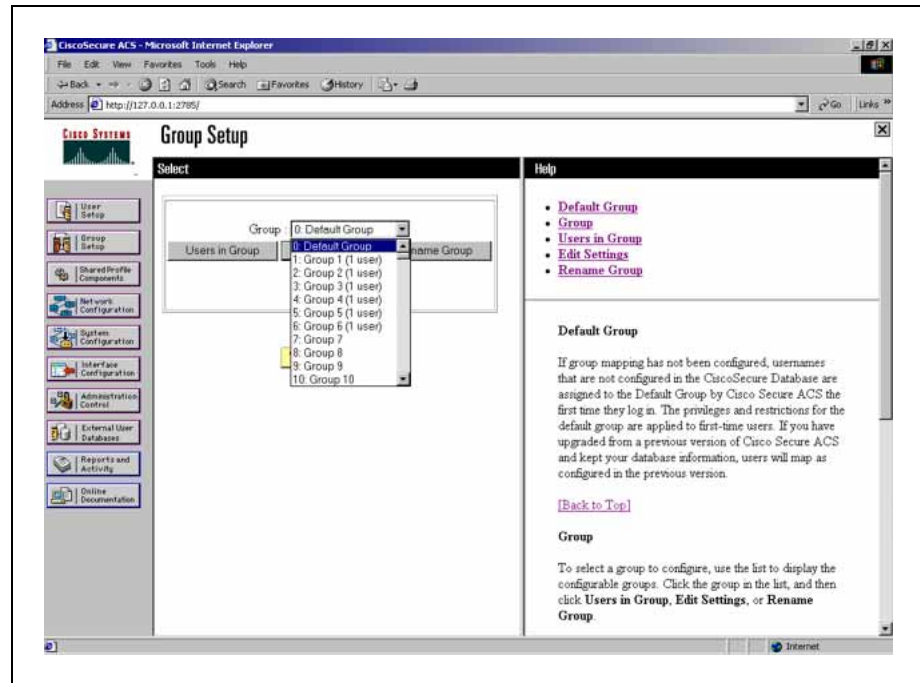 CiscoSecure ACS - Microsoft Internet Explorer
File Edit View Favorites Tools Help
Back Search Favorites History
Address http://127.0.0.1:2785/ Go Links »
CISCO SYSTEMS
Group Setup
Select
User Setup
Group Setup
Shared Profile Components
Network Configuration
System Configuration
Interface Configuration
Administration Control
External User Databases
Reports and Activity
Online Documentation
Group : 0: Default Group
Users in Group name Group
0: Default Group
1: Group 1 (1 user)
2: Group 2 (1 user)
3: Group 3 (1 user)
4: Group 4 (1 user)
5: Group 5 (1 user)
6: Group 6 (1 user)
7: Group 7
8: Group 8
9: Group 9
10: Group 10
Help
• Default Group
• Group
• Users in Group
• Edit Settings
• Rename Group
Default Group
If group mapping has not been configured, usernames
that are not configured in the CiscoSecure Database are
assigned to the Default Group by Cisco Secure ACS the
first time they log in. The privileges and restrictions for the
default group are applied to first-time users. If you have
upgraded from a previous version of Cisco Secure ACS
and kept your database information, users will map as
configured in the previous version.
[Back to Top]
Group
To select a group to configure, use the list to display the
configurable groups. Click the group in the list, and then
click Users in Group, Edit Settings, or Rename
Group.
Internet